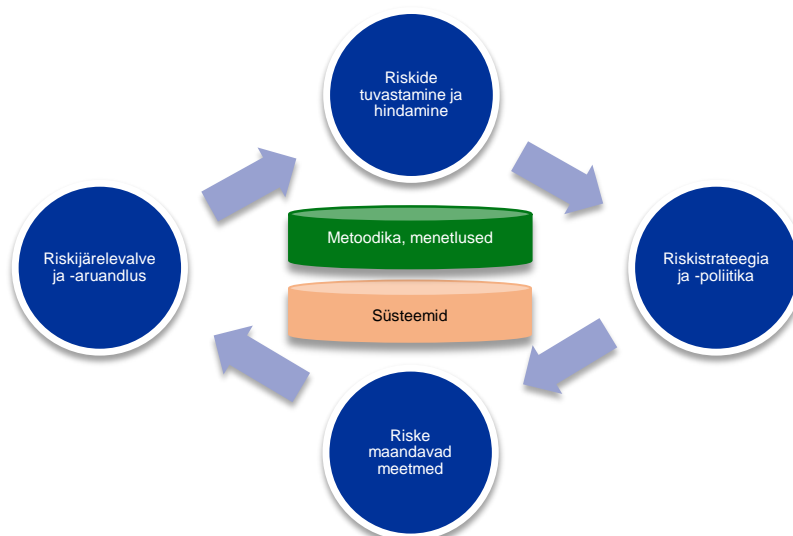 Riskide
tuvastamine ja
hindamine
Metoodika, menetlused
Riskijärelevalve
ja -aruandlus
Riskistrateegia
ja -poliitika
Süsteemid
Riske
maandavad
meetmed